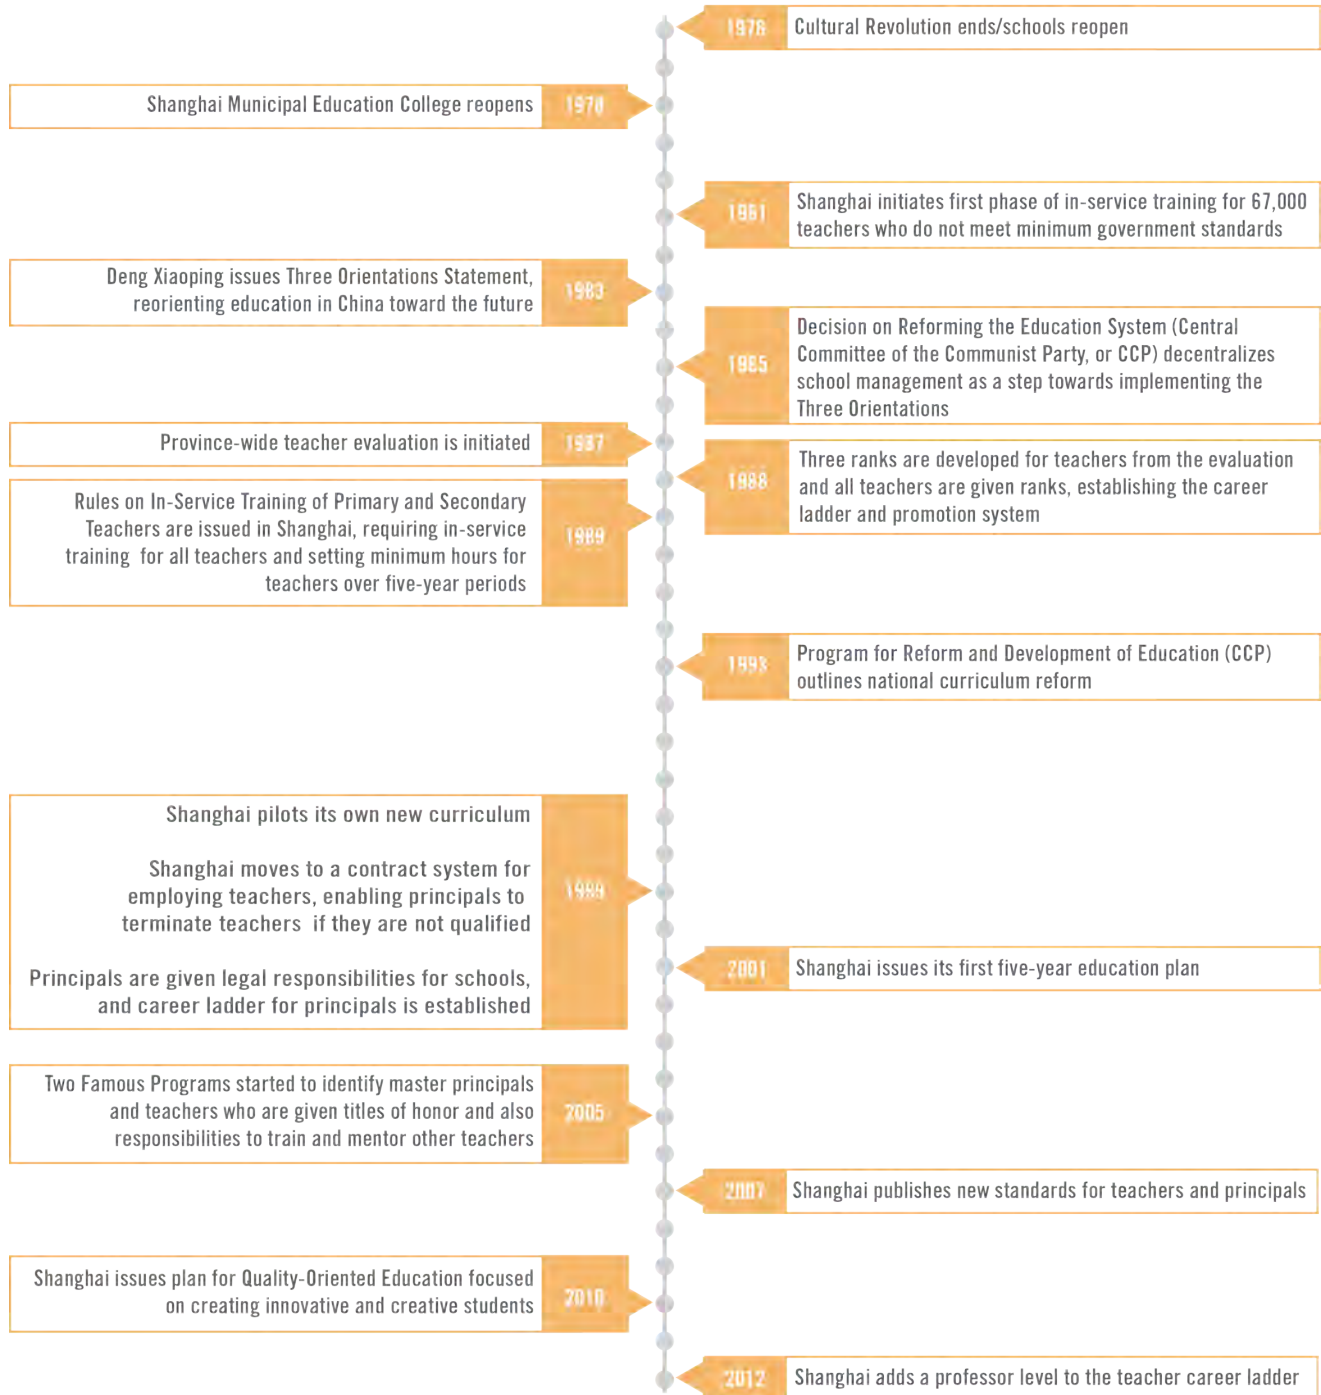 1976
Cultural Revolution ends/schools reopen
Shanghai Municipal Education College reopens
1978
1981
Shanghai initiates first phase of in-service training for 67,000
teachers who do not meet minimum government standards
Deng Xiaoping issues Three Orientations Statement,
reorienting education in China toward the future
1983
1985
Decision on Reforming the Education System (Central
Committee of the Communist Party, or CCP) decentralizes
school management as a step towards implementing the
Three Orientations
Province-wide teacher evaluation is initiated
1987
1988
Three ranks are developed for teachers from the evaluation
and all teachers are given ranks, establishing the career
ladder and promotion system
Rules on In-Service Training of Primary and Secondary
Teachers are issued in Shanghai, requiring in-service
training for all teachers and setting minimum hours for
teachers over five-year periods
1989
1993
Program for Reform and Development of Education (CCP)
outlines national curriculum reform
Shanghai pilots its own new curriculum
Shanghai moves to a contract system for
employing teachers, enabling principals to
terminate teachers if they are not qualified
Principals are given legal responsibilities for schools,
and career ladder for principals is established
1999
2001
Shanghai issues its first five-year education plan
Two Famous Programs started to identify master principals
and teachers who are given titles of honor and also
responsibilities to train and mentor other teachers
2005
2007
Shanghai publishes new standards for teachers and principals
Shanghai issues plan for Quality-Oriented Education focused
on creating innovative and creative students
2010
2012
Shanghai adds a professor level to the teacher career ladder